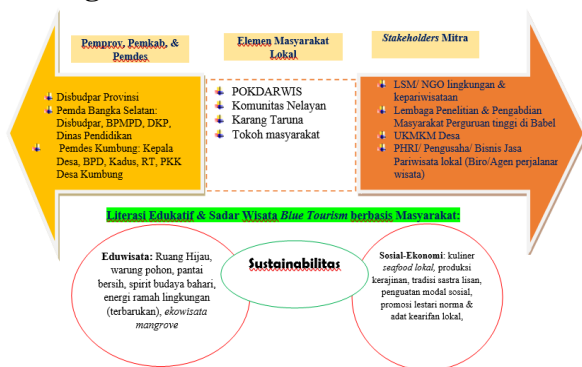 Pemprov, Pemkab, &
Pemdes
Elemen Masyarakat
Lokal
Stakeholders Mitra
Disbudpar Provinsi
Pemda Bangka Selatan:
Disbudpar, BPMPD, DKP,
Dinas Pendidikan
Pemdes Kumbung: Kepala
Desa, BPD, Kadus, RT, PKK
Desa Kumbung
POKDARWIS
Komunitas Nelayan
Karang Taruna
Tokoh masyarakat
LSM/ NGO lingkungan &
kepariwisataan
Lembaga Penelitian & Pengabdian
Masyarakat Perguruan tinggi di Babel
UKMKM Desa
PHRI/ Pengusaha/ Bisnis Jasa
Pariwisata lokal (Biro/Agen perjalanan
wisata)
Literasi Edukatif & Sadar Wisata Blue Tourism berbasis Masyarakat:
Eduwisata: Ruang Hijau,
warung pohon, pantai
bersih, spirit budaya bahari,
energi ramah lingkungan
(terbarukan), ekowisata
mangrove
Sustainabilitas
Sosial-Ekonomi: kuliner
seafood lokal, produksi
kerajinan, tradisi sastra lisan,
penguatan modal sosial,
promosi lestari norma &
adat kearifan lokal,